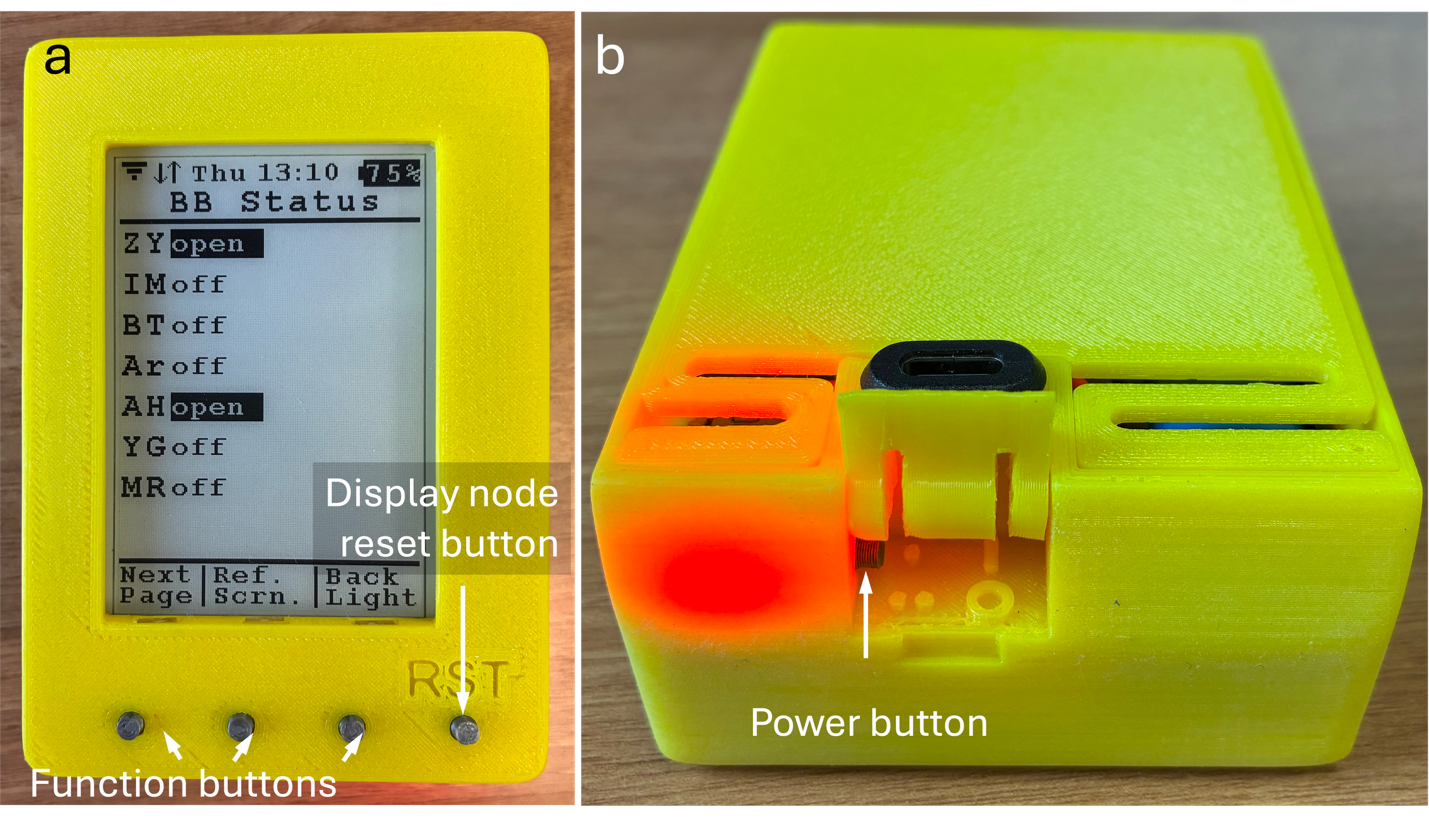 a
Thu 13:10 75%
BB Status
ZY open
IM off
BT off
Ar off
AH open
YG off
MR off
Display node
reset button
Next Page | Ref. Scrn. | Back Light
RST
Function buttons
b
Power button